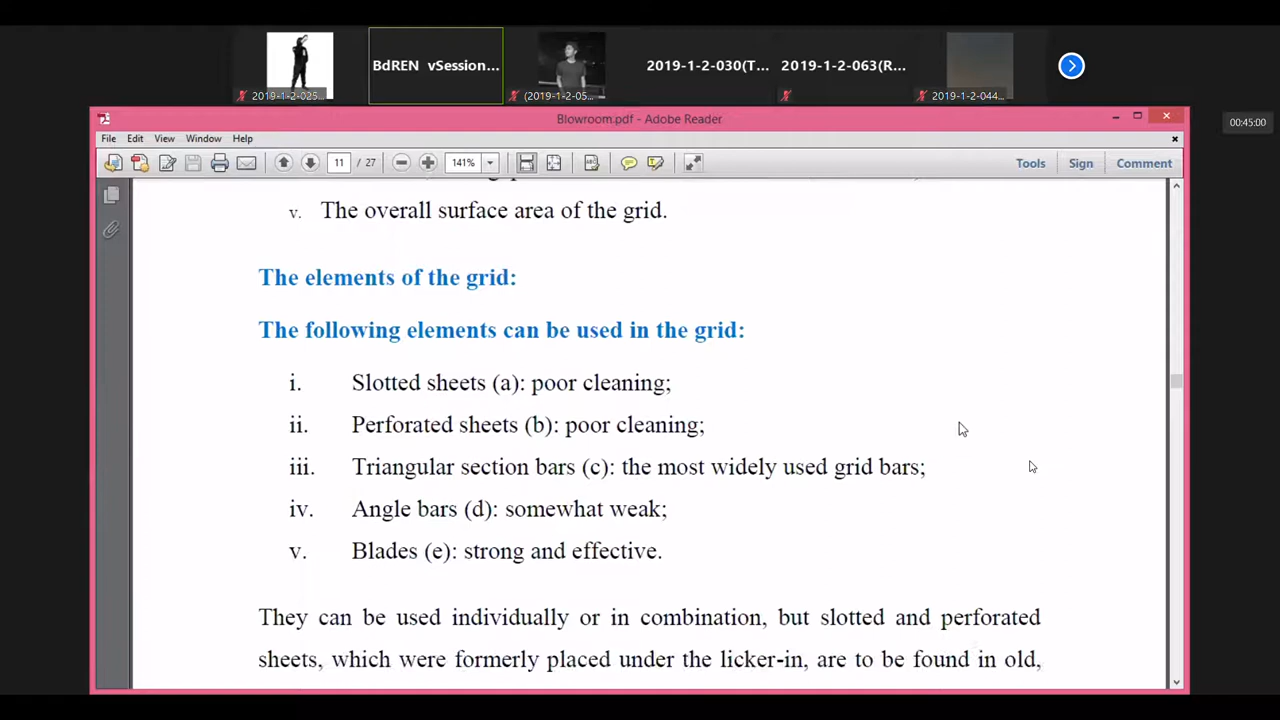 BdREN vSession...
2019-1-2-030(T...
2019-1-2-063(R...
2019-1-2-025...
(2019-1-2-05...
2019-1-2-044...
Blowroom.pdf - Adobe Reader
00:45:00
File Edit View Window Help
11 / 27
141%
Tools Sign Comment
v. The overall surface area of the grid.
The elements of the grid:
The following elements can be used in the grid:
i. Slotted sheets (a): poor cleaning;
ii. Perforated sheets (b): poor cleaning;
iii. Triangular section bars (c): the most widely used grid bars;
iv. Angle bars (d): somewhat weak;
v. Blades (e): strong and effective.
They can be used individually or in combination, but slotted and perforated
sheets, which were formerly placed under the licker-in, are to be found in old,